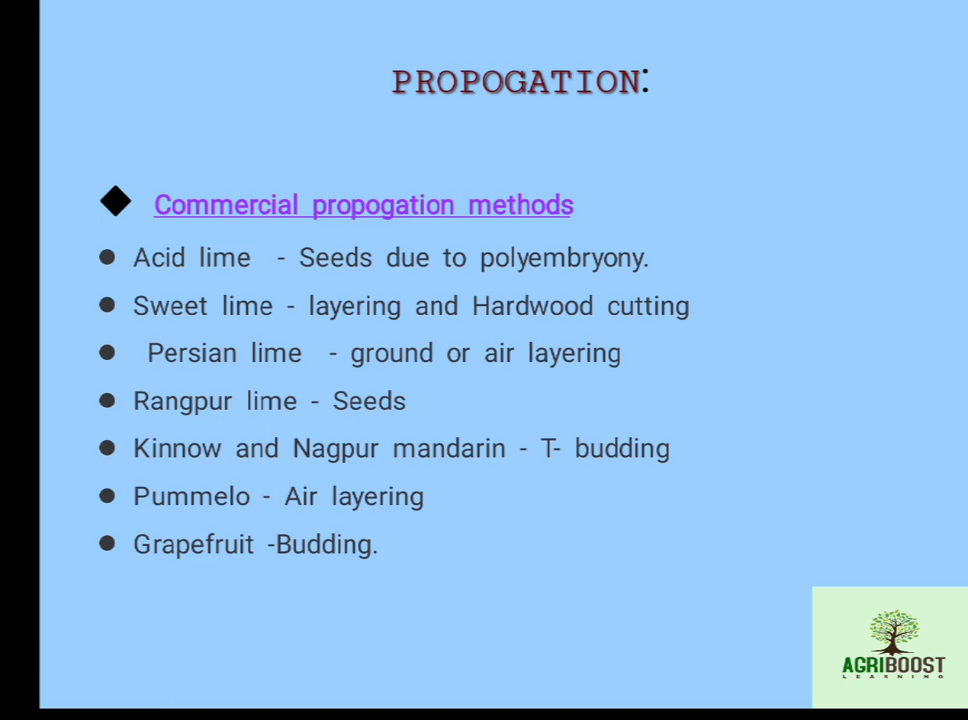 PROPOGATION:
Commercial propogation methods
Acid lime - Seeds due to polyembryony.
Sweet lime - layering and Hardwood cutting
Persian lime - ground or air layering
Rangpur lime - Seeds
Kinnow and Nagpur mandarin - T- budding
Pummelo - Air layering
Grapefruit -Budding.
AGRIBOOST
LEARNING